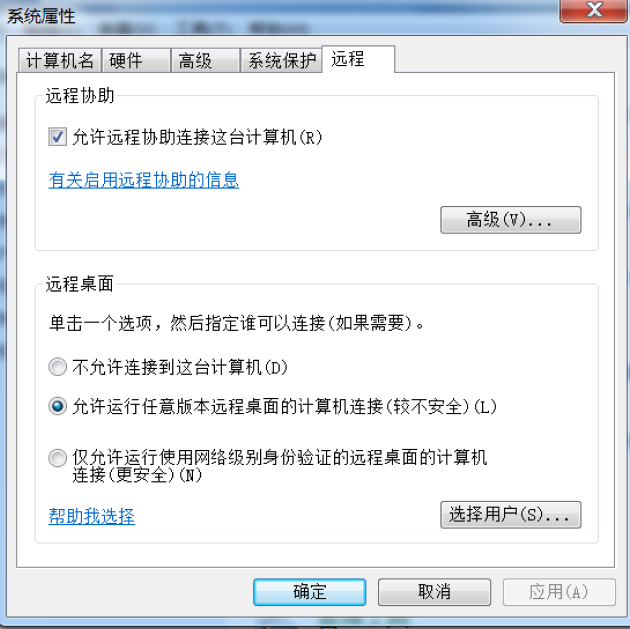 系统属性
计算机名 硬件 高级 系统保护 远程
远程协助
允许远程协助连接这台计算机(R)
有关启用远程协助的信息
高级(V)...
远程桌面
单击一个选项，然后指定谁可以连接(如果需要)。
不允许连接到这台计算机(D)
允许运行任意版本远程桌面的计算机连接(较不安全)(L)
仅允许运行使用网络级别身份验证的远程桌面的计算机
连接(更安全)(N)
帮助我选择
选择用户(S)...
确定 取消 应用(A)